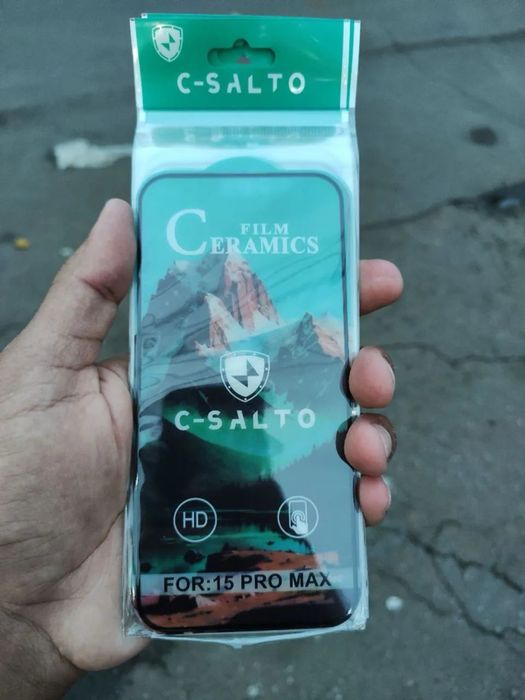 C-SALTO
FILM
CERAMICS
C-SALTO
HD
FOR:15 PRO MAX